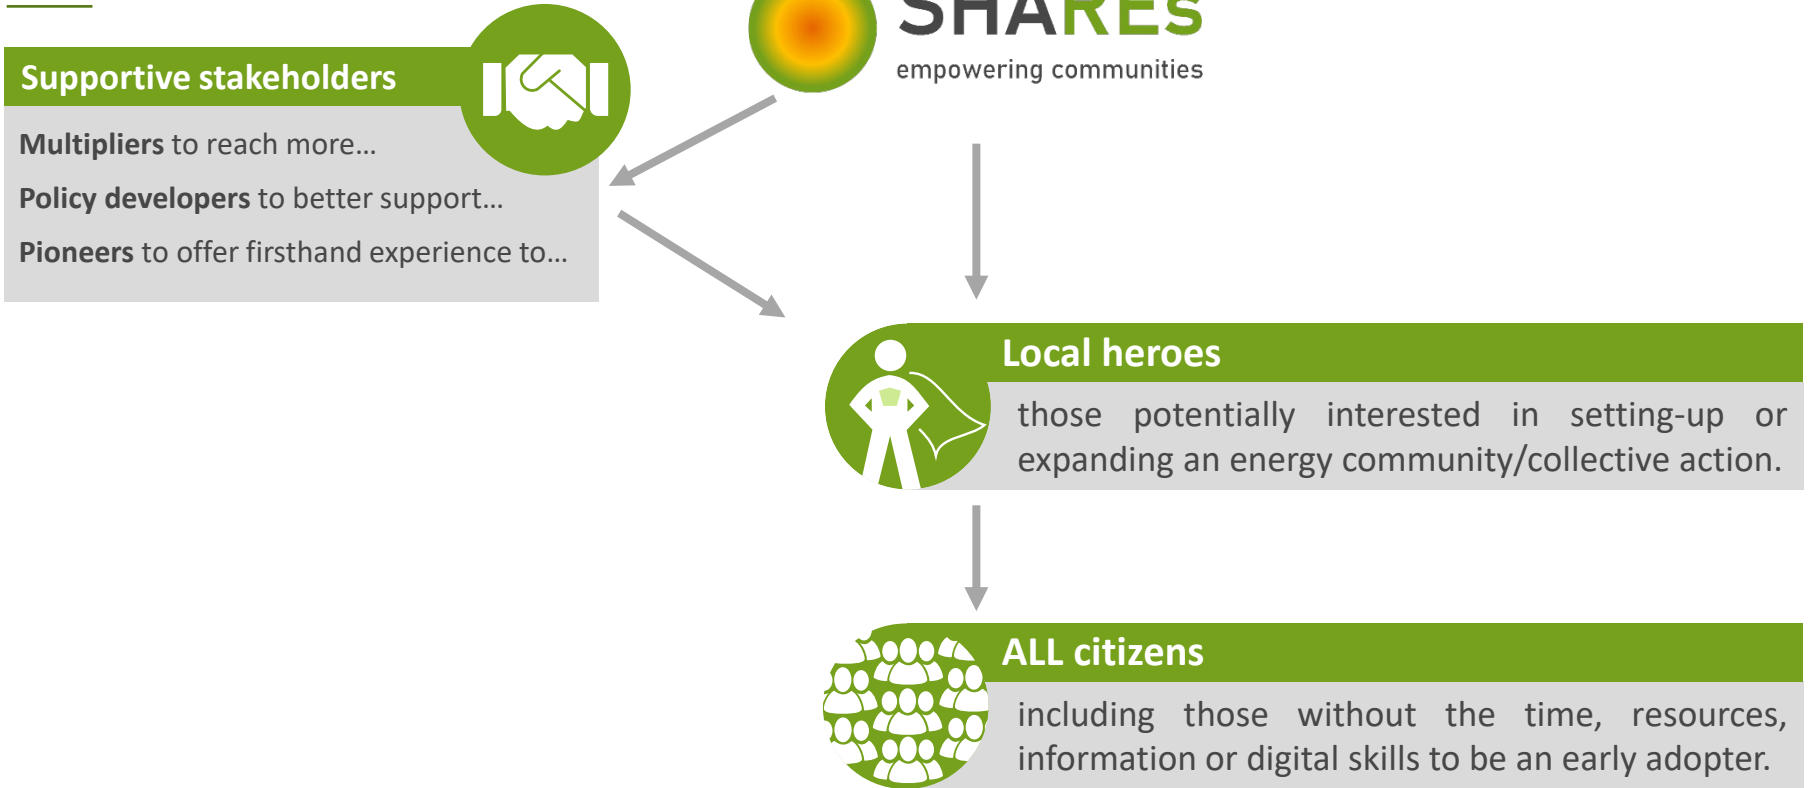 SHARES
empowering communities
Supportive stakeholders
Multipliers to reach more...
Policy developers to better support...
Pioneers to offer firsthand experience to...
Local heroes
those potentially interested in setting-up or
expanding an energy community/collective action.
ALL citizens
including those without the time, resources,
information or digital skills to be an early adopter.